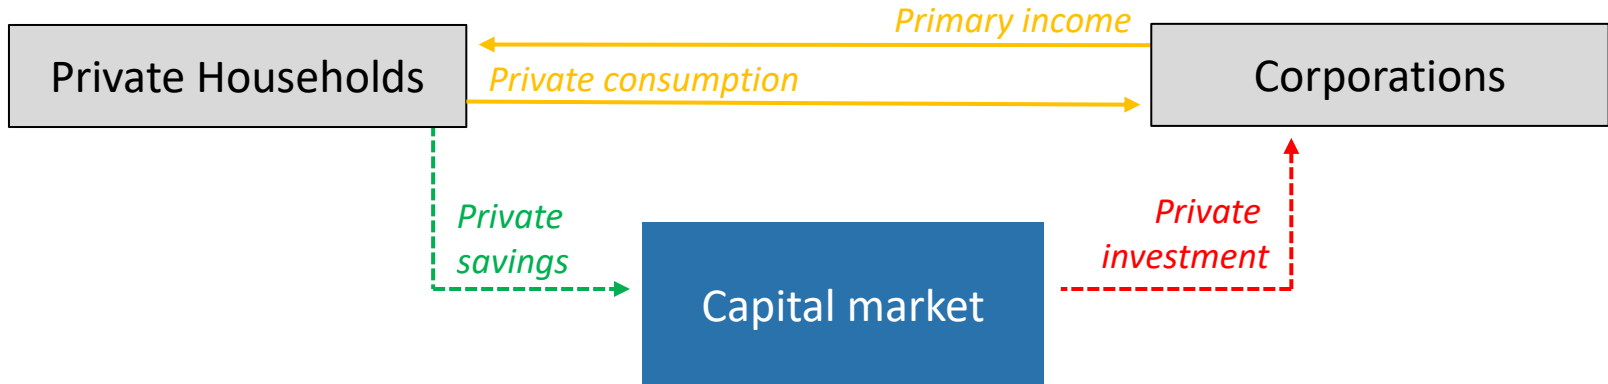 Primary income
Private Households
Private consumption
Corporations
Private
savings
Private
investment
Capital market